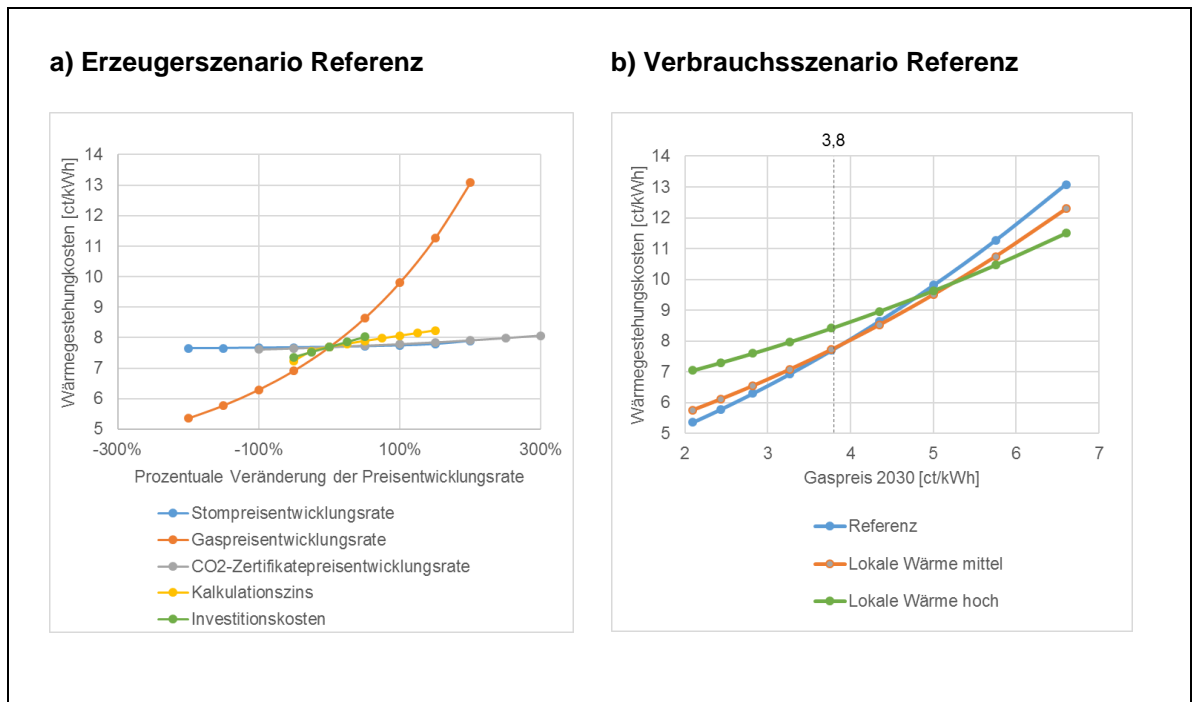 a) Erzeugerszenario Referenz
Wärmegestehungkosten [ct/kWh]
14
13
12
11
10
9
8
7
6
5
-300%
-100%
100%
300%
Prozentuale Veränderung der Preisentwicklungsrate
Stompreisentwicklungsrate
Gaspreisentwicklungsrate
CO2-Zertifikatepreisentwicklungsrate
Kalkulationszins
Investitionskosten
b) Verbrauchsszenario Referenz
3,8
Wärmegestehungskosten [ct/kWh]
14
13
12
11
10
9
8
7
6
5
2
3
4
5
6
7
Gaspreis 2030 [ct/kWh]
Referenz
Lokale Wärme mittel
Lokale Wärme hoch